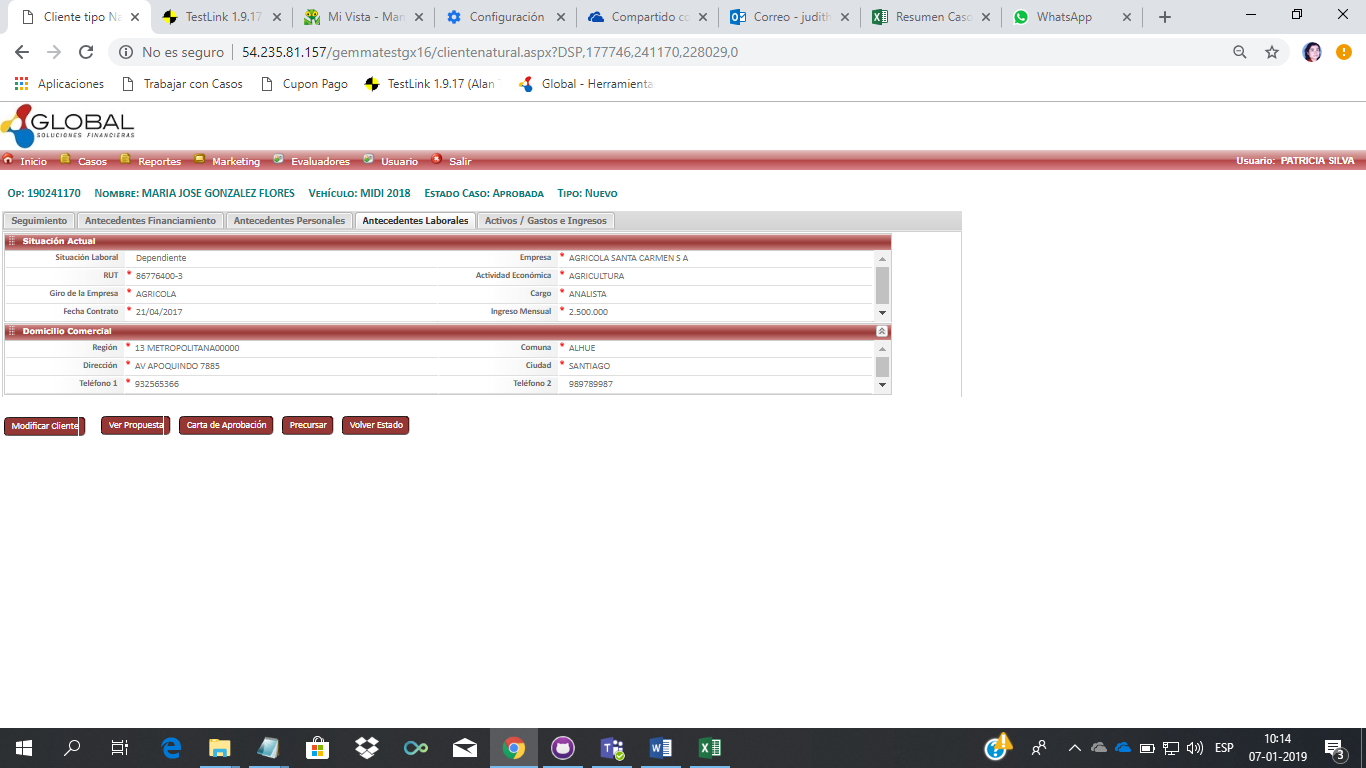 Cliente tipo Na
TestLink 1.9.17
Mi Vista - Man
Configuración
Compartido co
Correo - judith
Resumen Caso
WhatsApp
No es seguro 54.235.81.157/gemmatestgx16/clientenatural.aspx?DSP,177746,241170,228029,0
Aplicaciones Trabajar con Casos Cupon Pago TestLink 1.9.17 (Alan Global - Herramienta
GLOBAL
SOLUCIONES FINANCIERAS
Inicio Casos Reportes Marketing Evaluadores Usuario Salir Usuario: PATRICIA SILVA
OP: 190241170 NOMBRE: MARIA JOSE GONZALEZ FLORES VEHÍCULO: MIDI 2018 ESTADO CASO: APROBADA TIPO: NUEVO
Seguimiento Antecedentes Financiamiento Antecedentes Personales Antecedentes Laborales Activos / Gastos e Ingresos
Situación Actual
Situación Laboral Dependiente Empresa * AGRICOLA SANTA CARMEN S A
RUT * 86776400-3 Actividad Económica * AGRICULTURA
Giro de la Empresa * AGRICOLA Cargo * ANALISTA
Fecha Contrato * 21/04/2017 Ingreso Mensual * 2.500.000
Domicilio Comercial
Región * 13 METROPOLITANA00000 Comuna * ALHUE
Dirección * AV APOQUINDO 7885 Ciudad * SANTIAGO
Teléfono 1 * 932565366 Teléfono 2 989789987
Modificar Cliente Ver Propuesta Carta de Aprobación Precursar Volver Estado
ESP
10:14
07-01-2019
3